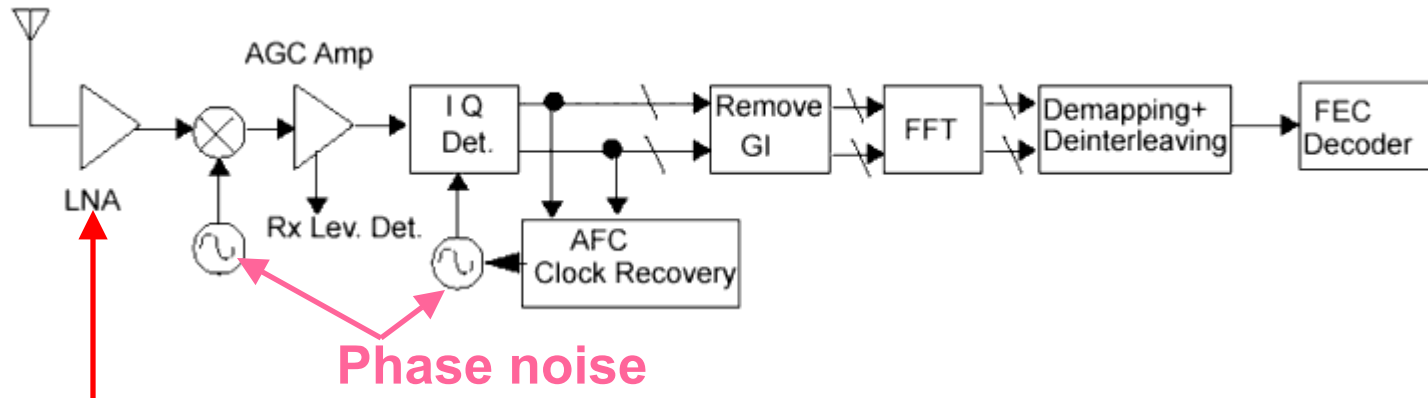 AGC Amp
LNA
Rx Lev. Det.
I Q
Det.
AFC
Clock Recovery
Remove
GI
FFT
Demapping+
Deinterleaving
FEC
Decoder
Phase noise